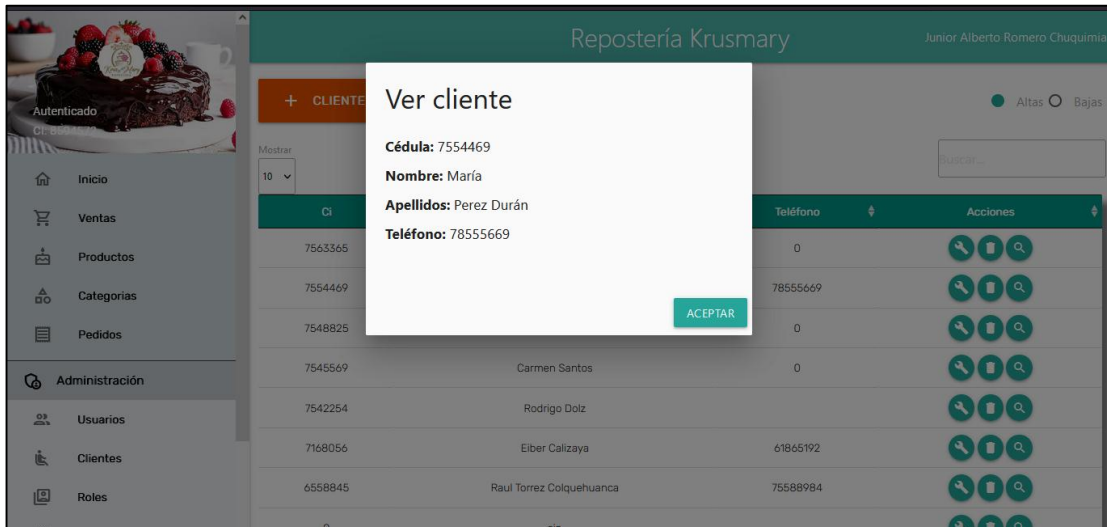 Repostería Krusmary
Junior Alberto Romero Chuquimia
Autenticado
+ CLIENTE
Altas Bajas
Mostrar
10
Buscar...
Ver cliente
Cédula: 7554469
Nombre: María
Apellidos: Perez Durán
Teléfono: 78555669
ACEPTAR
Inicio
Ventas
Productos
Categorias
Pedidos
Administración
Usuarios
Clientes
Roles
Ci Teléfono Acciones
7563365 0
7554469 78555669
7548825 0
7545569 Carmen Santos 0
7542254 Rodrigo Dolz
7168056 Eiber Calizaya 61865192
6558845 Raul Torrez Colquehuanca 75588984